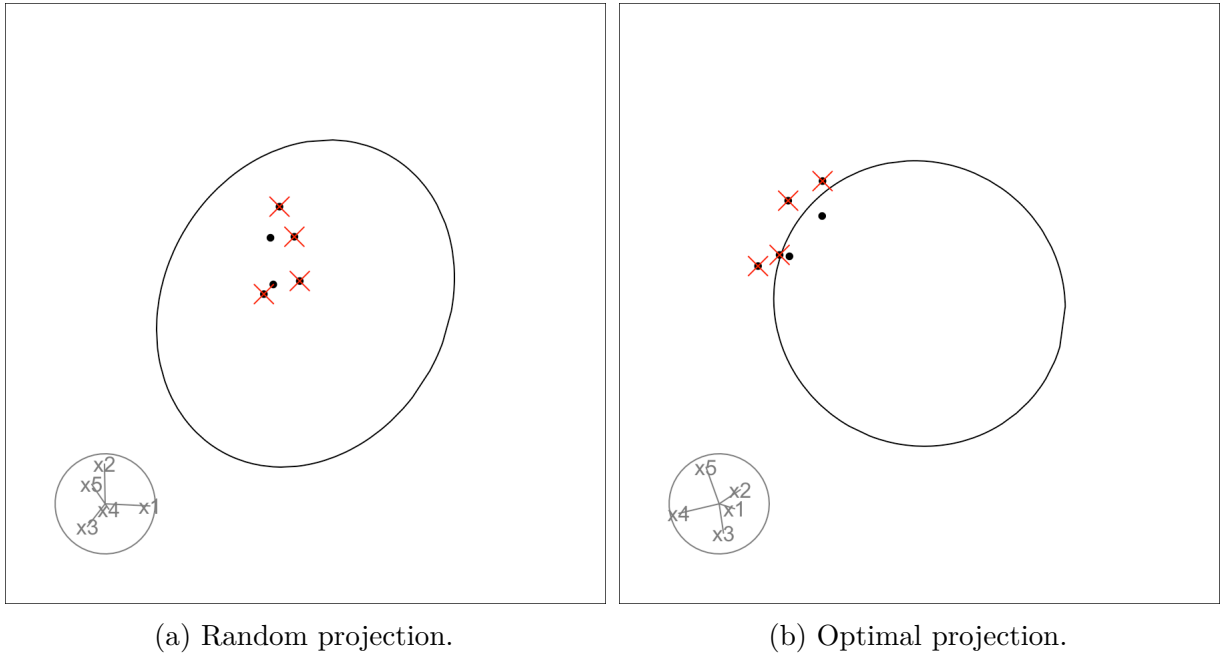 x2
x5
x4
x1
x3
x5
x2
x4
x1
x3
(a) Random projection.
(b) Optimal projection.